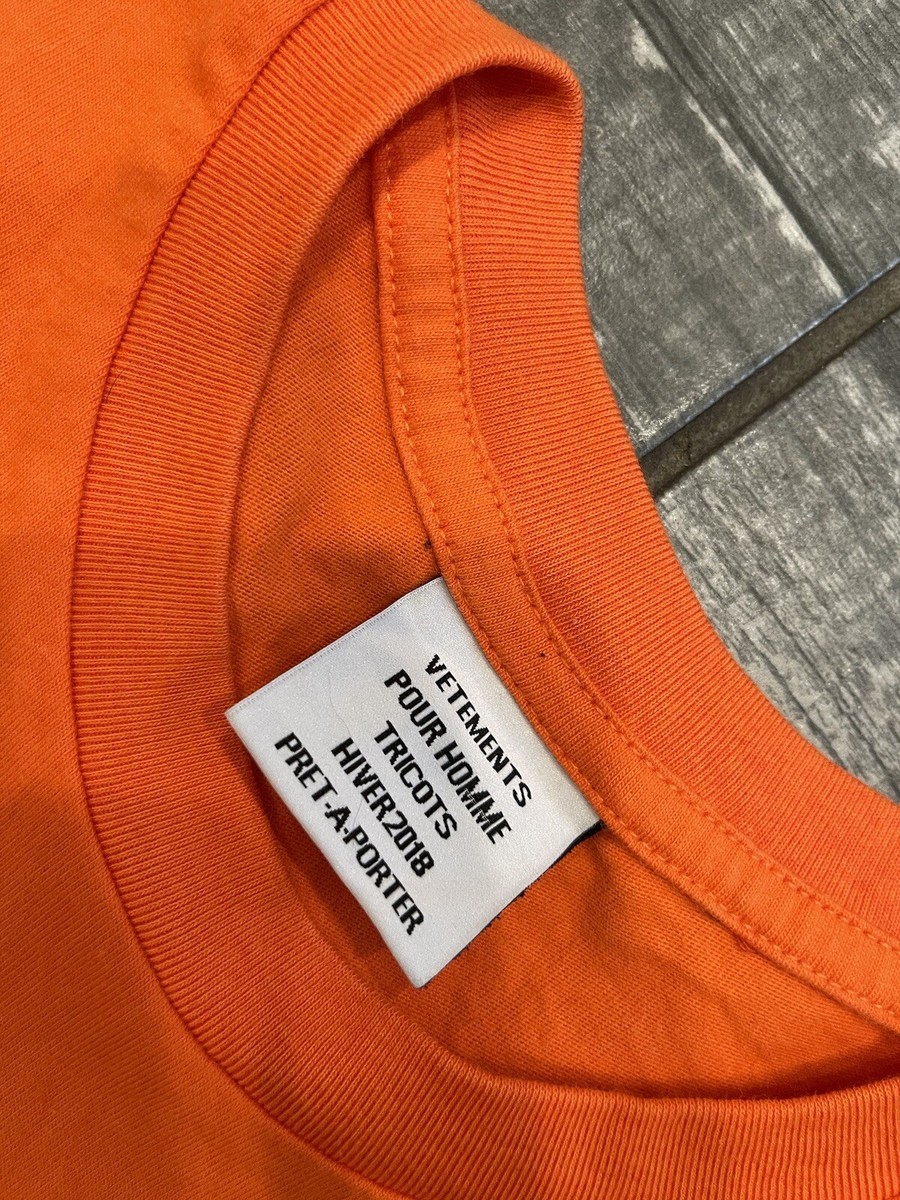 VETEMENTS
POUR HOMME
TRICOTS
HIVER2018
PRET-A-PORTER